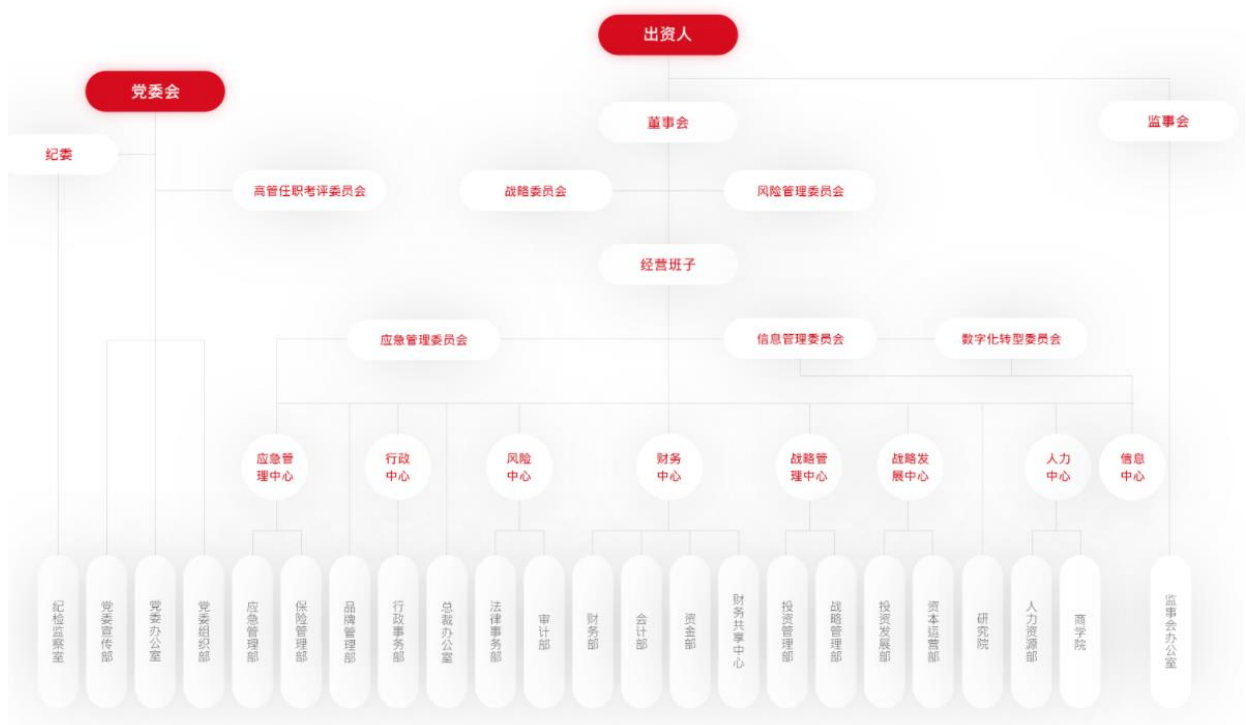 出资人
党委会
董事会
监事会
纪委
高管任职考评委员会
战略委员会
风险管理委员会
经营班子
应急管理委员会
信息管理委员会
数字化转型委员会
应急管
理中心
行政
中心
风险
中心
财务
中心
战略管
理中心
战略发
展中心
人力
中心
信息
中心
纪检监察室
党委宣传部
党委办公室
党委组织部
应急管理部
保险管理部
品牌管理部
行政事务部
总裁办公室
法律事务部
审计部
财务部
会计部
资金部
财务共享中心
投资管理部
战略管理部
投资发展部
资本运营部
研究院
人力资源部
商学院
监事会办公室